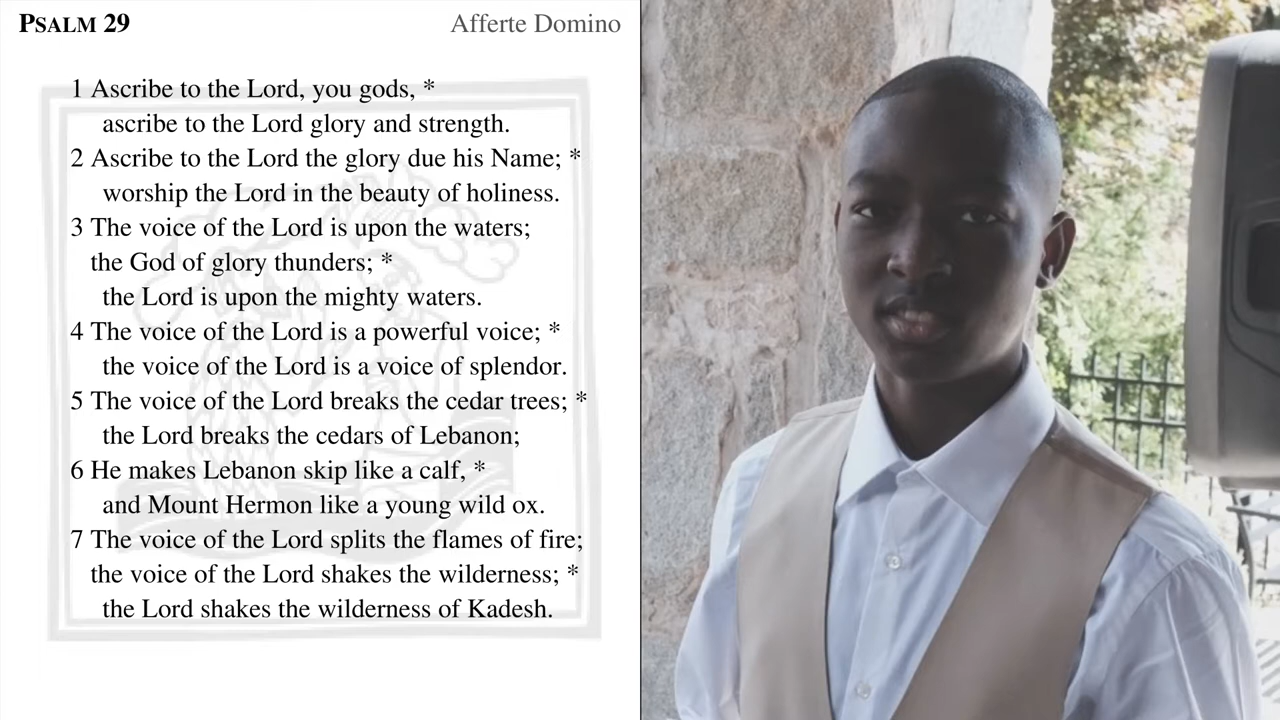 PSALM 29
Afferte Domino
1 Ascribe to the Lord, you gods, *
ascribe to the Lord glory and strength.
2 Ascribe to the Lord the glory due his Name; *
worship the Lord in the beauty of holiness.
3 The voice of the Lord is upon the waters;
the God of glory thunders; *
the Lord is upon the mighty waters.
4 The voice of the Lord is a powerful voice; *
the voice of the Lord is a voice of splendor.
5 The voice of the Lord breaks the cedar trees; *
the Lord breaks the cedars of Lebanon;
6 He makes Lebanon skip like a calf, *
and Mount Hermon like a young wild ox.
7 The voice of the Lord splits the flames of fire;
the voice of the Lord shakes the wilderness; *
the Lord shakes the wilderness of Kadesh.